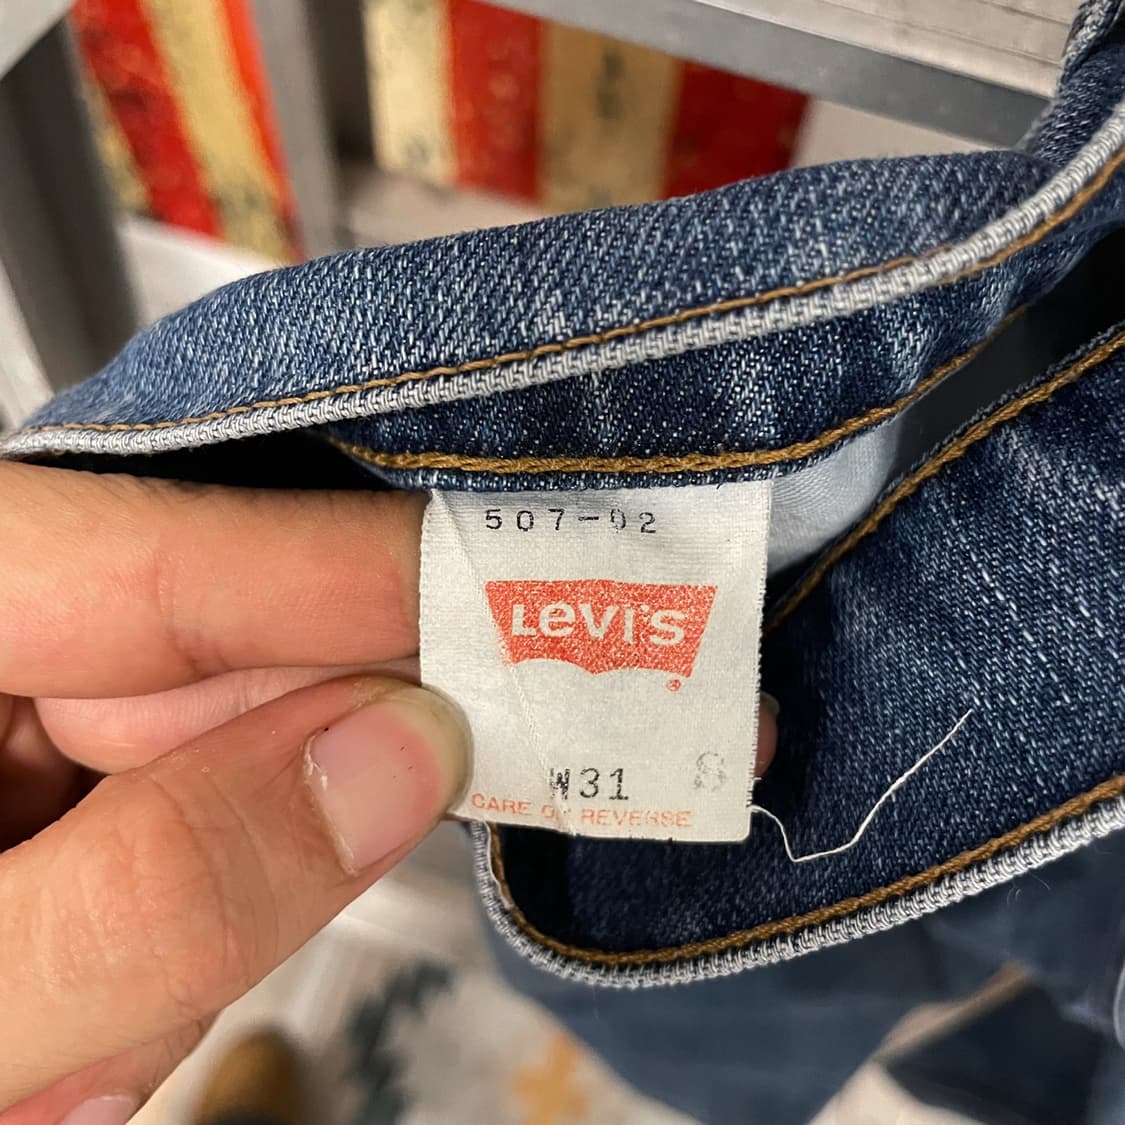 507-02
LEVI'S
®
W31 S
CARE ON REVERSE